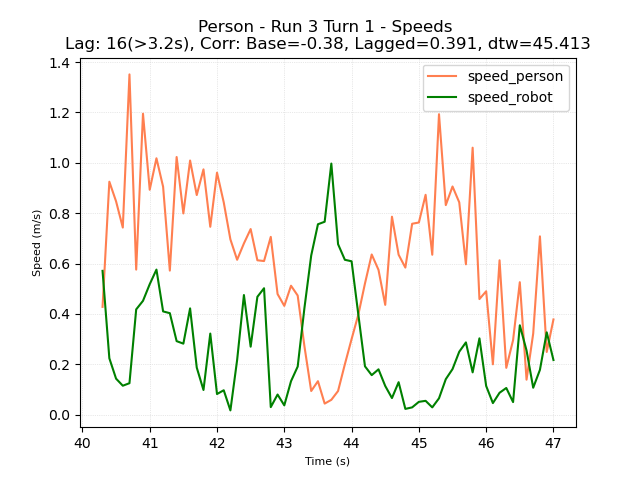 Person - Run 3 Turn 1 - Speeds
Lag: 16(>3.2s), Corr: Base=-0.38, Lagged=0.391, dtw=45.413
speed_person
speed_robot
Speed (m/s)
1.4
1.2
1.0
0.8
0.6
0.4
0.2
0.0
40
41
42
43
44
45
46
47
Time (s)